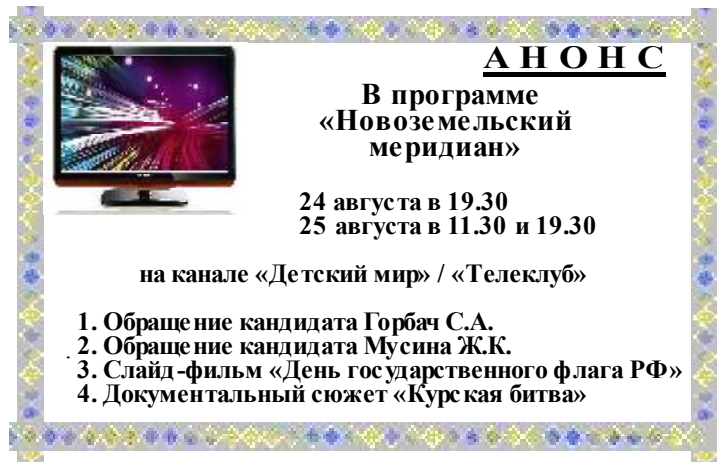 АНОНС
В программе
«Новоземельский
меридиан»
24 августа в 19.30
25 августа в 11.30 и 19.30
на канале «Детский мир» / «Телеклуб»
1. Обращение кандидата Горбач С.А.
2. Обращение кандидата Мусина Ж.К.
3. Слайд-фильм «День государственного флага РФ»
4. Документальный сюжет «Курская битва»